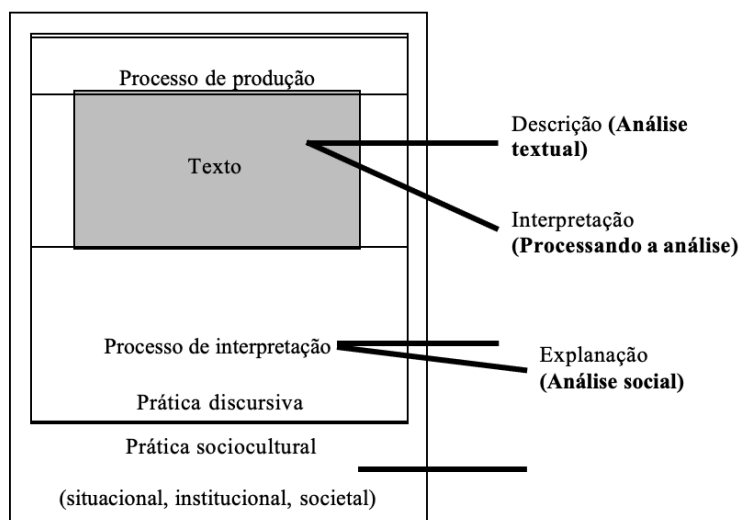 Processo de produção
Texto
Descrição (Análise
textual)
Interpretação
(Processando a análise)
Processo de interpretação
Explanação
(Análise social)
Prática discursiva
Prática sociocultural
(situacional, institucional, societal)